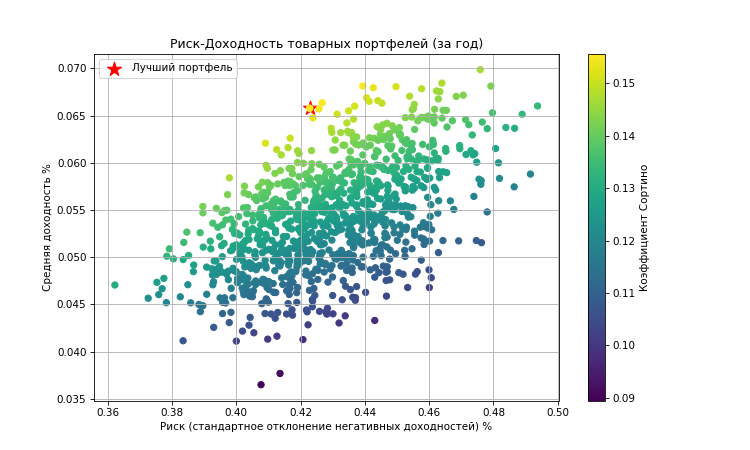 Риск-Доходность товарных портфелей (за год)
Лучший портфель
Средняя доходность %
0.070
0.065
0.060
0.055
0.050
0.045
0.040
0.035
0.36 0.38 0.40 0.42 0.44 0.46 0.48 0.50
Риск (стандартное отклонение негативных доходностей) %
0.15
0.14
0.13
0.12
0.11
0.10
0.09
Коэффициент Сортино